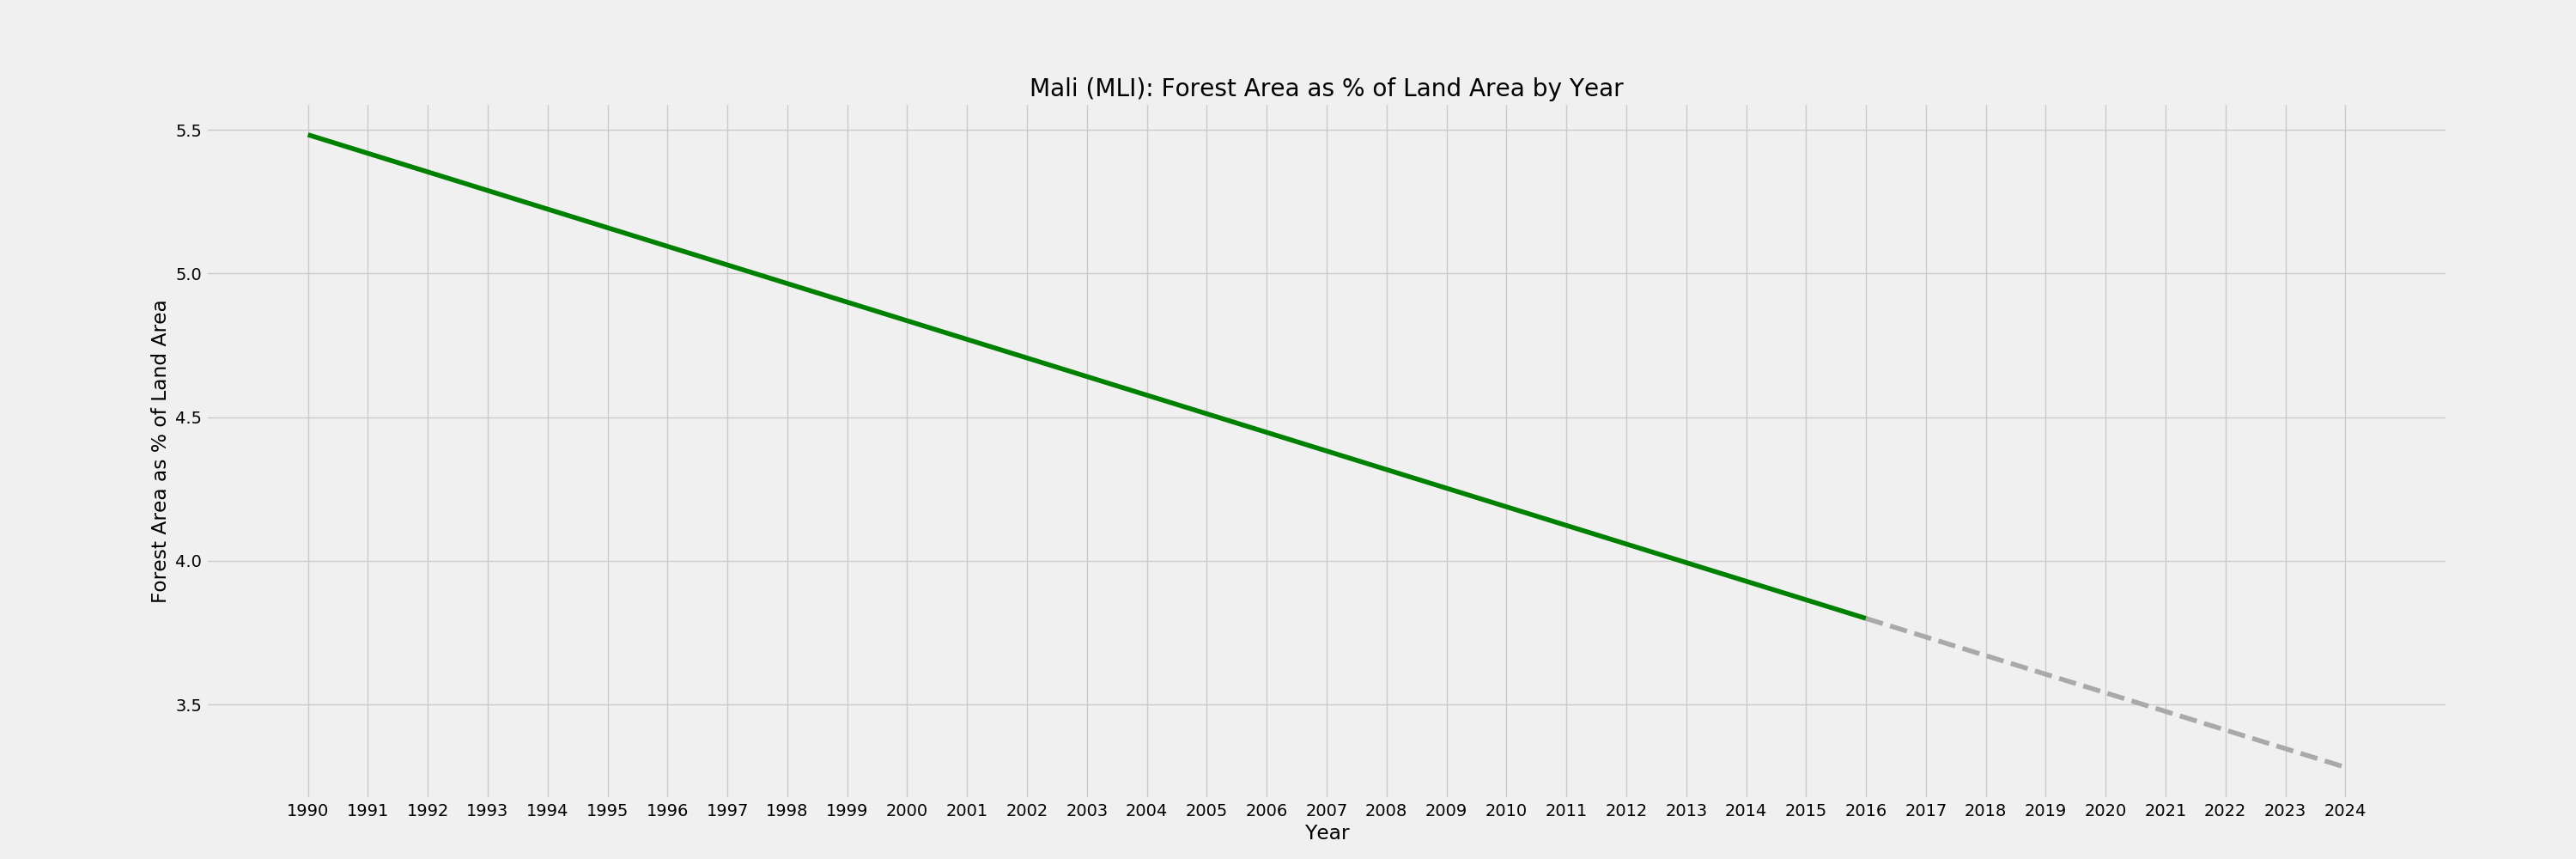 Mali (MLI): Forest Area as % of Land Area by Year
Forest Area as % of Land Area
5.5
5.0
4.5
4.0
3.5
1990 1991 1992 1993 1994 1995 1996 1997 1998 1999 2000 2001 2002 2003 2004 2005 2006 2007 2008 2009 2010 2011 2012 2013 2014 2015 2016 2017 2018 2019 2020 2021 2022 2023 2024
Year